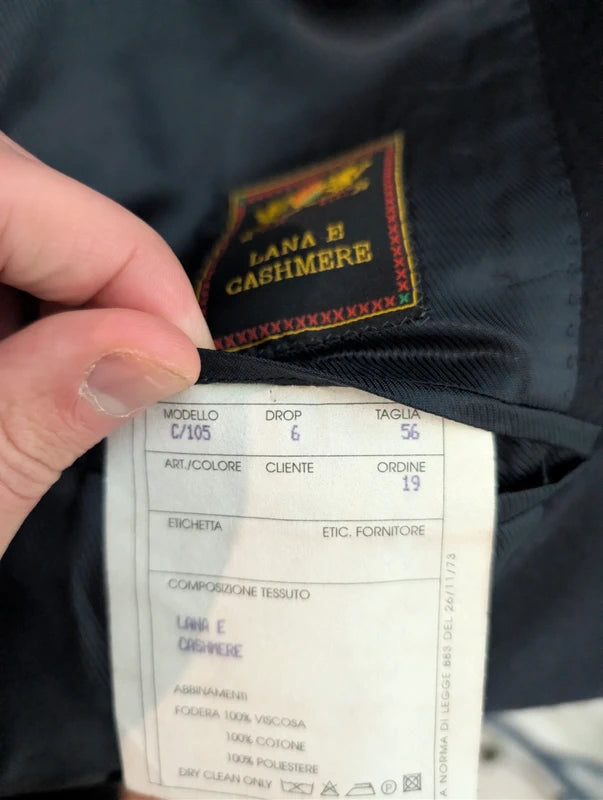 LANA E
CASHMERE
MODELLO DROP TAGLIA
C/105 6 56
ART./COLORE CLIENTE ORDINE
19
ETICHETTA ETIC. FORNITORE
COMPOSIZIONE TESSUTO
LANA E
CASHMERE
ABBINAMENTI
FODERA 100% VISCOSA
100% COTONE
100% POLIESTERE
DRY CLEAN ONLY P
A NORMA DI LEGGE 883 DEL 26/11/73